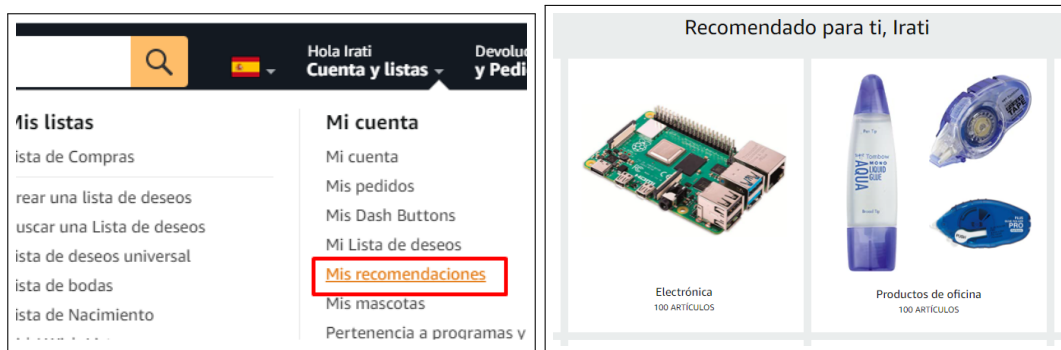 Hola Irati
Cuenta y listas
y Pedi
Mis listas
Mi cuenta
ista de Compras
Mi cuenta
rear una lista de deseos
Mis pedidos
uscar una Lista de deseos
Mis Dash Buttons
ista de deseos universal
Mi Lista de deseos
ista de bodas
Mis recomendaciones
ista de Nacimiento
Mis mascotas
Pertenencia a programas y
Recomendado para ti, Irati
Tombow
MONO
AQUA
LIQUID
GLUE
PLUS
PRO
Electrónica
100 ARTÍCULOS
Productos de oficina
100 ARTÍCULOS